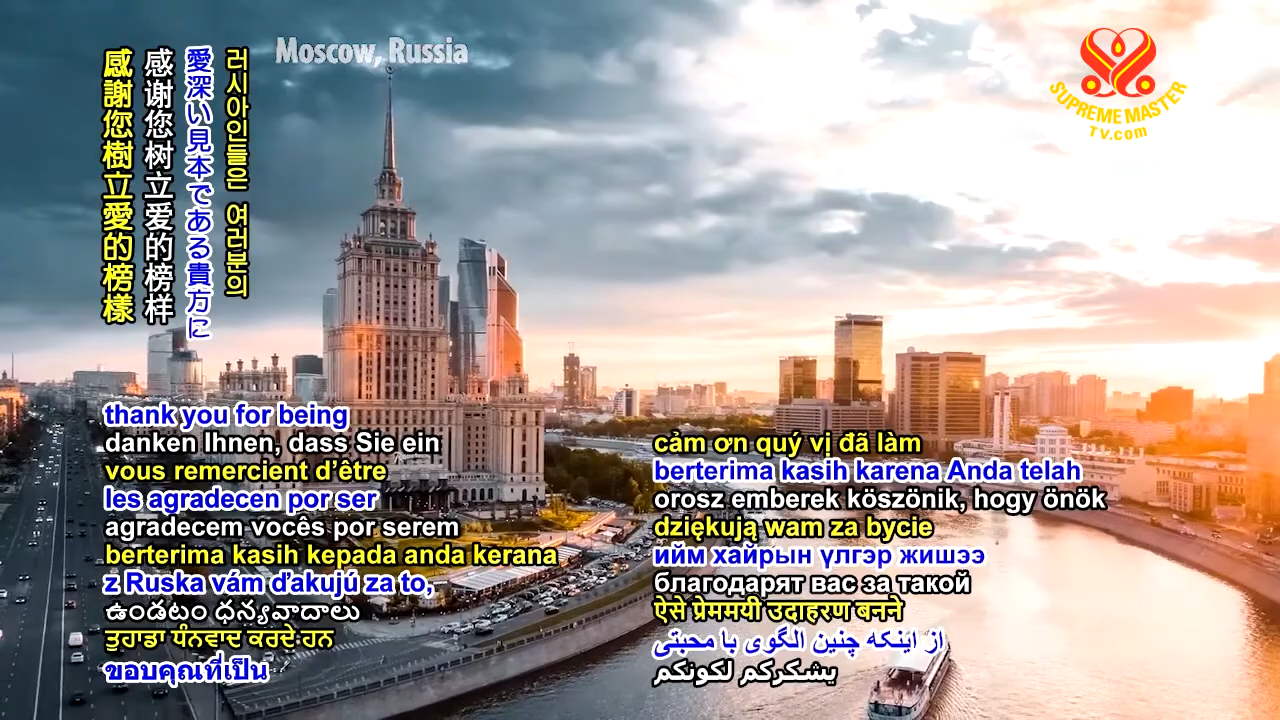 Moscow, Russia
SUPREME MASTER
TV.com
感謝您樹立愛的榜樣
感谢您树立爱的榜样
愛深い見本である貴方に
러시아인들은 여러분의
thank you for being
danken Ihnen, dass Sie ein
vous remercient d’être
les agradecen por ser
agradecem vocês por serem
berterima kasih kepada anda kerana
z Ruska vám ďakujú za to,
ఉండటం ధన్యవాదాలు
ਤੁਹਾਡਾ ਧੰਨਵਾਦ ਕਰਦੇ ਹਨ
ขอบคุณที่เป็น
cảm ơn quý vị đã làm
berterima kasih karena Anda telah
orosz emberek köszönik, hogy önök
dziękują wam za bycie
ийм хайрын үлгэр жишээ
благодарят вас за такой
ऐसे प्रेममयी उदाहरण बनने
از اینکه چنین الگوی با محبتی
يشكركم لكونكم